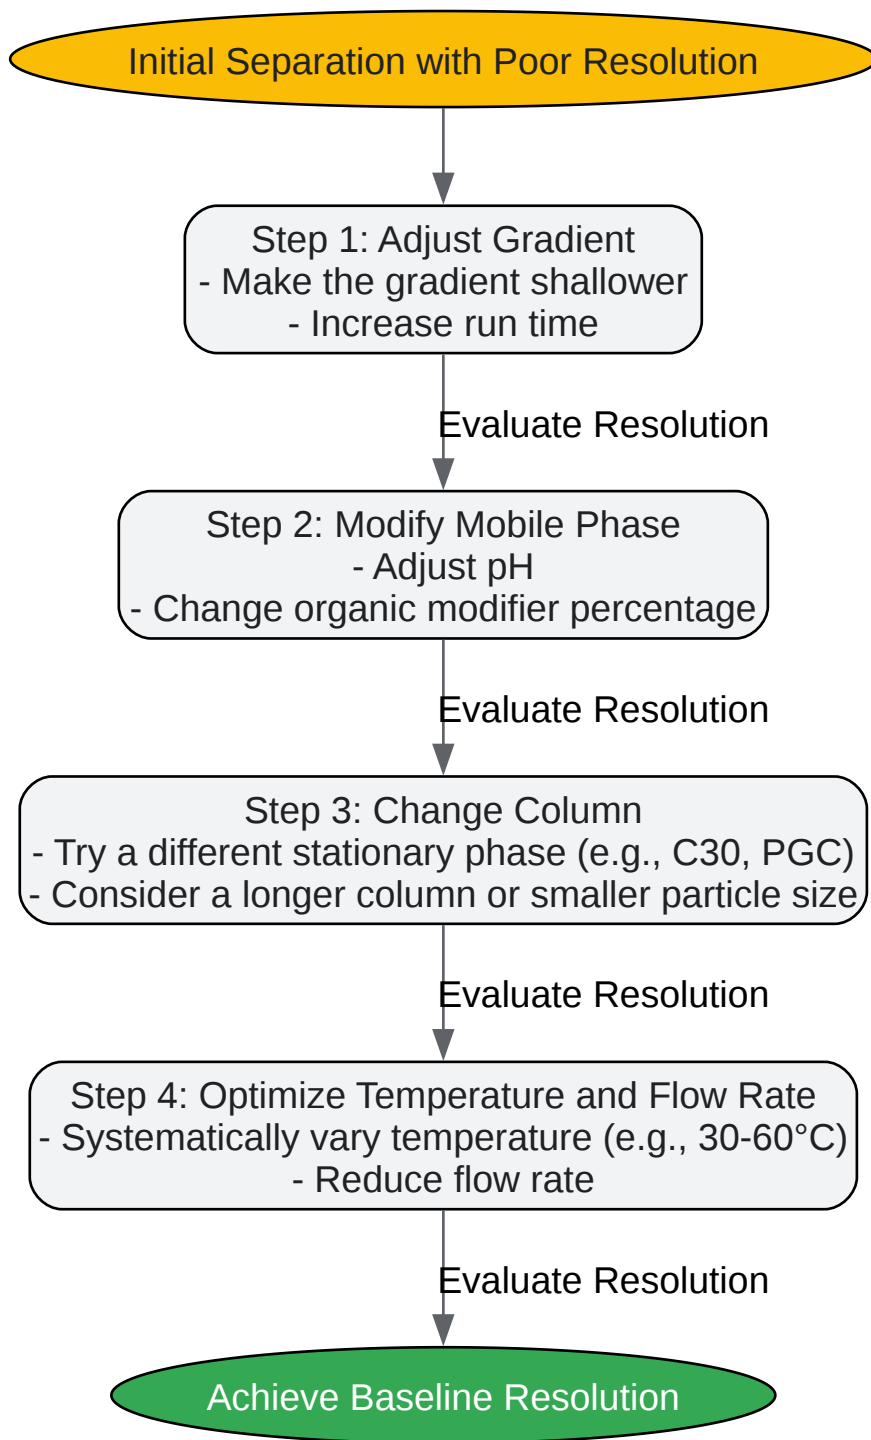 Initial Separation with Poor Resolution
Step 1: Adjust Gradient
- Make the gradient shallower
- Increase run time
Evaluate Resolution
Step 2: Modify Mobile Phase
- Adjust pH
- Change organic modifier percentage
Evaluate Resolution
Step 3: Change Column
- Try a different stationary phase (e.g., C30, PGC)
- Consider a longer column or smaller particle size
Evaluate Resolution
Step 4: Optimize Temperature and Flow Rate
- Systematically vary temperature (e.g., 30-60°C)
- Reduce flow rate
Evaluate Resolution
Achieve Baseline Resolution